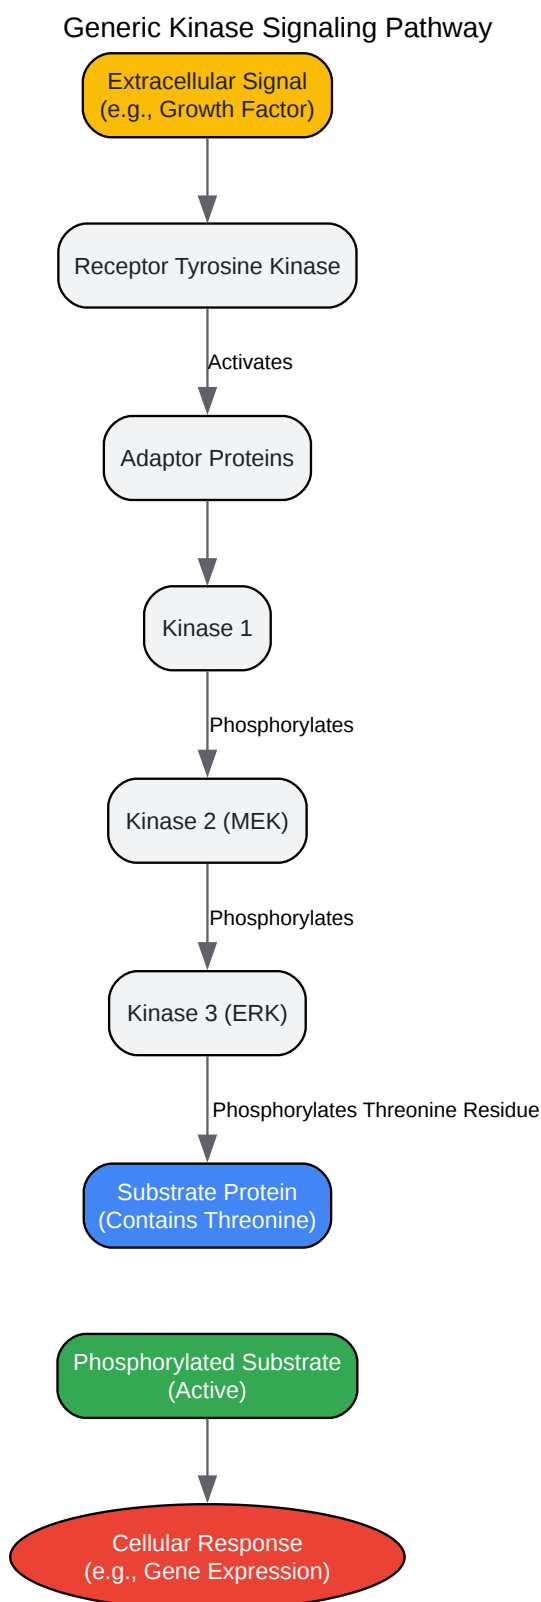 Generic Kinase Signaling Pathway
Extracellular Signal
(e.g., Growth Factor)
Receptor Tyrosine Kinase
Activates
Adaptor Proteins
Kinase 1
Phosphorylates
Kinase 2 (MEK)
Phosphorylates
Kinase 3 (ERK)
Phosphorylates Threonine Residue
Substrate Protein
(Contains Threonine)
Phosphorylated Substrate
(Active)
Cellular Response
(e.g., Gene Expression)